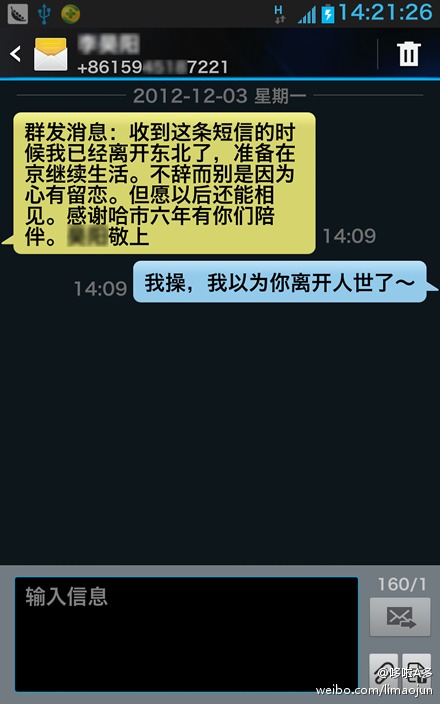 H
14:21:26
+86159 7221
2012-12-03 星期一
群发消息：收到这条短信的时
候我已经离开东北了，准备在
京继续生活。不辞而别是因为
心有留恋。但愿以后还能相
见。感谢哈市六年有你们陪
伴。 敬上
14:09
14:09
我操，我以为你离开人世了～
输入信息
160/1
@哆啦A多
weibo.com/limaojun